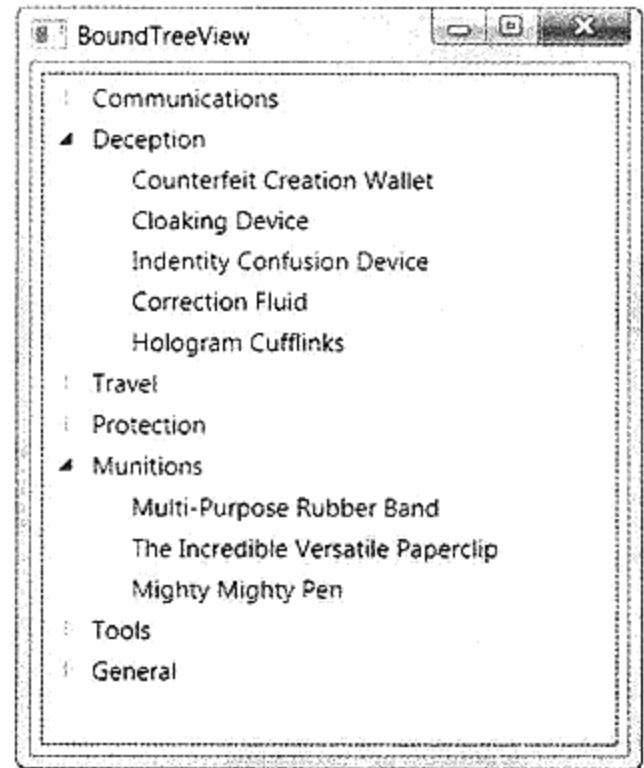 BoundTreeView
Communications
Deception
Counterfeit Creation Wallet
Cloaking Device
Indentity Confusion Device
Correction Fluid
Hologram Cufflinks
Travel
Protection
Munitions
Multi-Purpose Rubber Band
The Incredible Versatile Paperclip
Mighty Mighty Pen
Tools
General